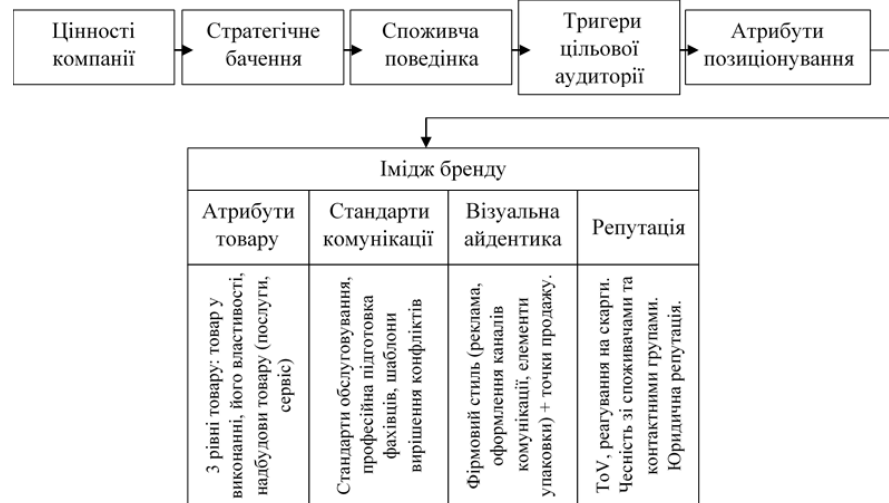 Цінності
компанії
Стратегічне
бачення
Споживча
поведінка
Тригери
цільової
аудиторії
Атрибути
позиціонування
Імідж бренду
Атрибути
товару
Стандарти
комунікації
Візуальна
айдентика
Репутація
3 рівні товару: товар у
виконанні, його властивості,
надбудови товару (послуги,
сервіс)
Стандарти обслуговування,
професійна підготовка
фахівців, шаблони
вирішення конфліктів
Фірмовий стиль (реклама,
оформлення каналів
комунікації, елементи
упаковки) + точки продажу.
ToV, реагування на скарги.
Чесність зі споживачами та
контактними групами.
Юридична репутація.